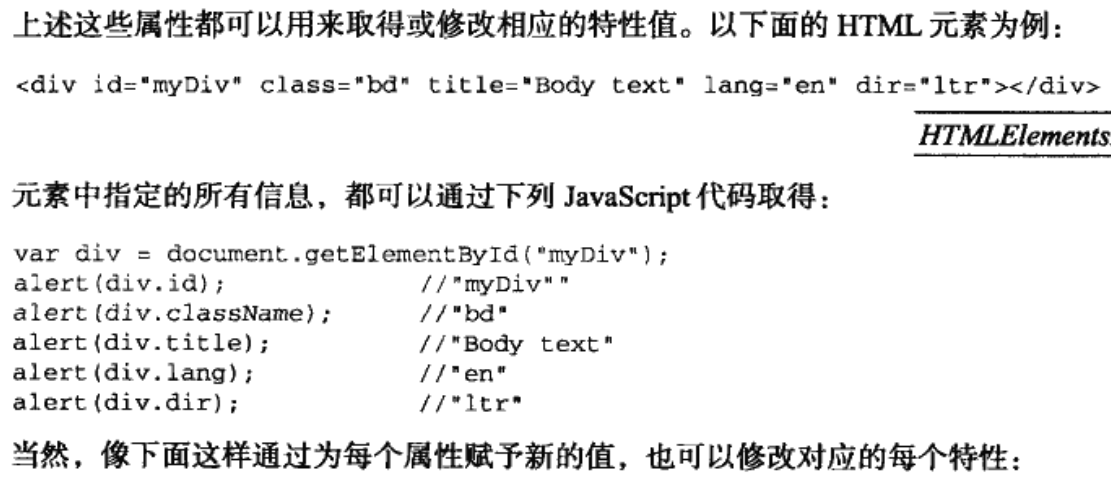 上述这些属性都可以用来取得或修改相应的特性值。以下面的 HTML 元素为例：
<div id="myDiv" class="bd" title="Body text" lang="en" dir="ltr"></div>
HTMLElements
元素中指定的所有信息，都可以通过下列 JavaScript 代码取得：
var div = document.getElementById("myDiv");
alert(div.id);              //"myDiv""
alert(div.className);       //"bd"
alert(div.title);           //"Body text"
alert(div.lang);            //"en"
alert(div.dir);             //"ltr"
当然，像下面这样通过为每个属性赋予新的值，也可以修改对应的每个特性：